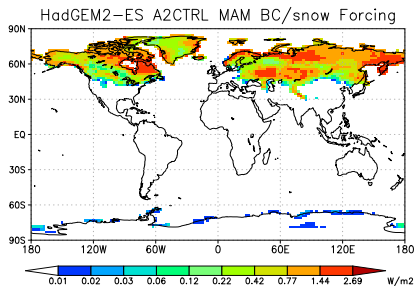 HadGEM2-ES A2CTRL MAM BC/snow Forcing
90N
60N
30N
EQ
30S
60S
90S
180 120W 60W 0 60E 120E 180
0.01 0.02 0.03 0.06 0.12 0.22 0.42 0.77 1.44 2.69 W/m2